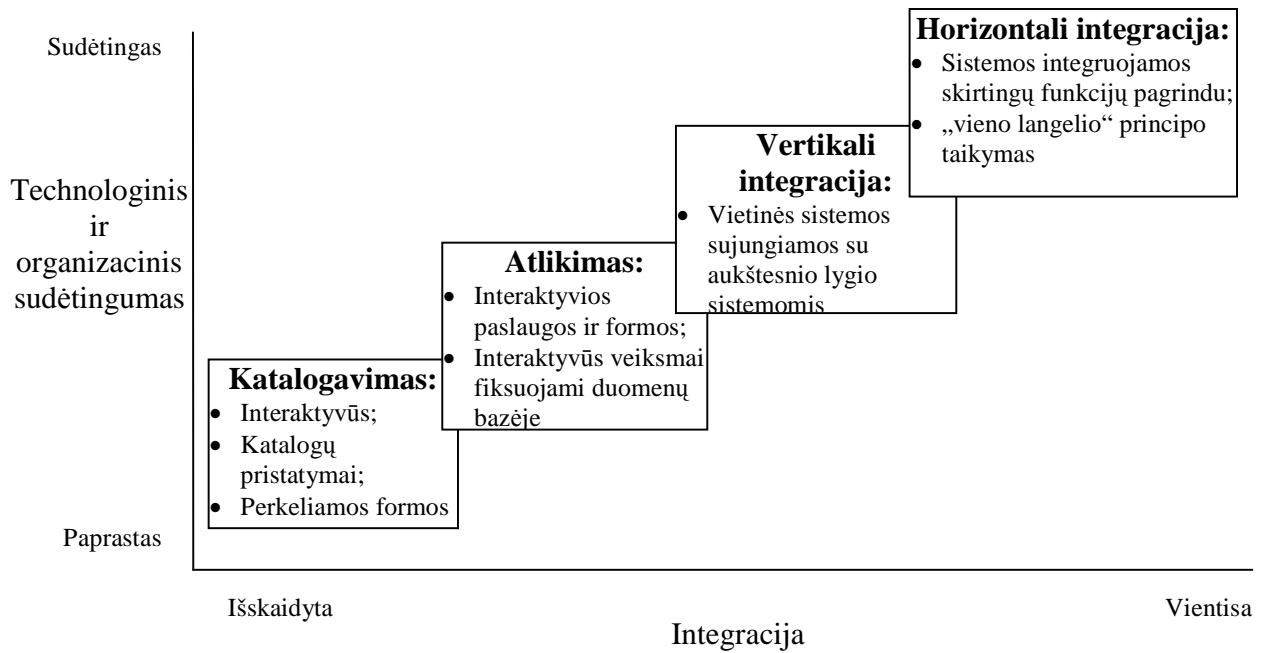 Sudėtingas
Technologinis
ir
organizacinis
sudėtingumas
Paprastas
Horizontali integracija:
• Sistemos integruojamos
skirtingų funkcijų pagrindu;
• „vieno langelio“ principo
taikymas
Vertikali
integracija:
• Vietinės sistemos
sujungiamos su
aukštesnio lygio
sistemomis
Atlikimas:
• Interaktyvios
paslaugos ir formos;
• Interaktyvūs veiksmai
fiksuojami duomenų
bazėje
Katalogavimas:
• Interaktyvūs;
• Katalogų
pristatymai;
• Perkeliamos formos
Išskaidyta
Vientisa
Integracija